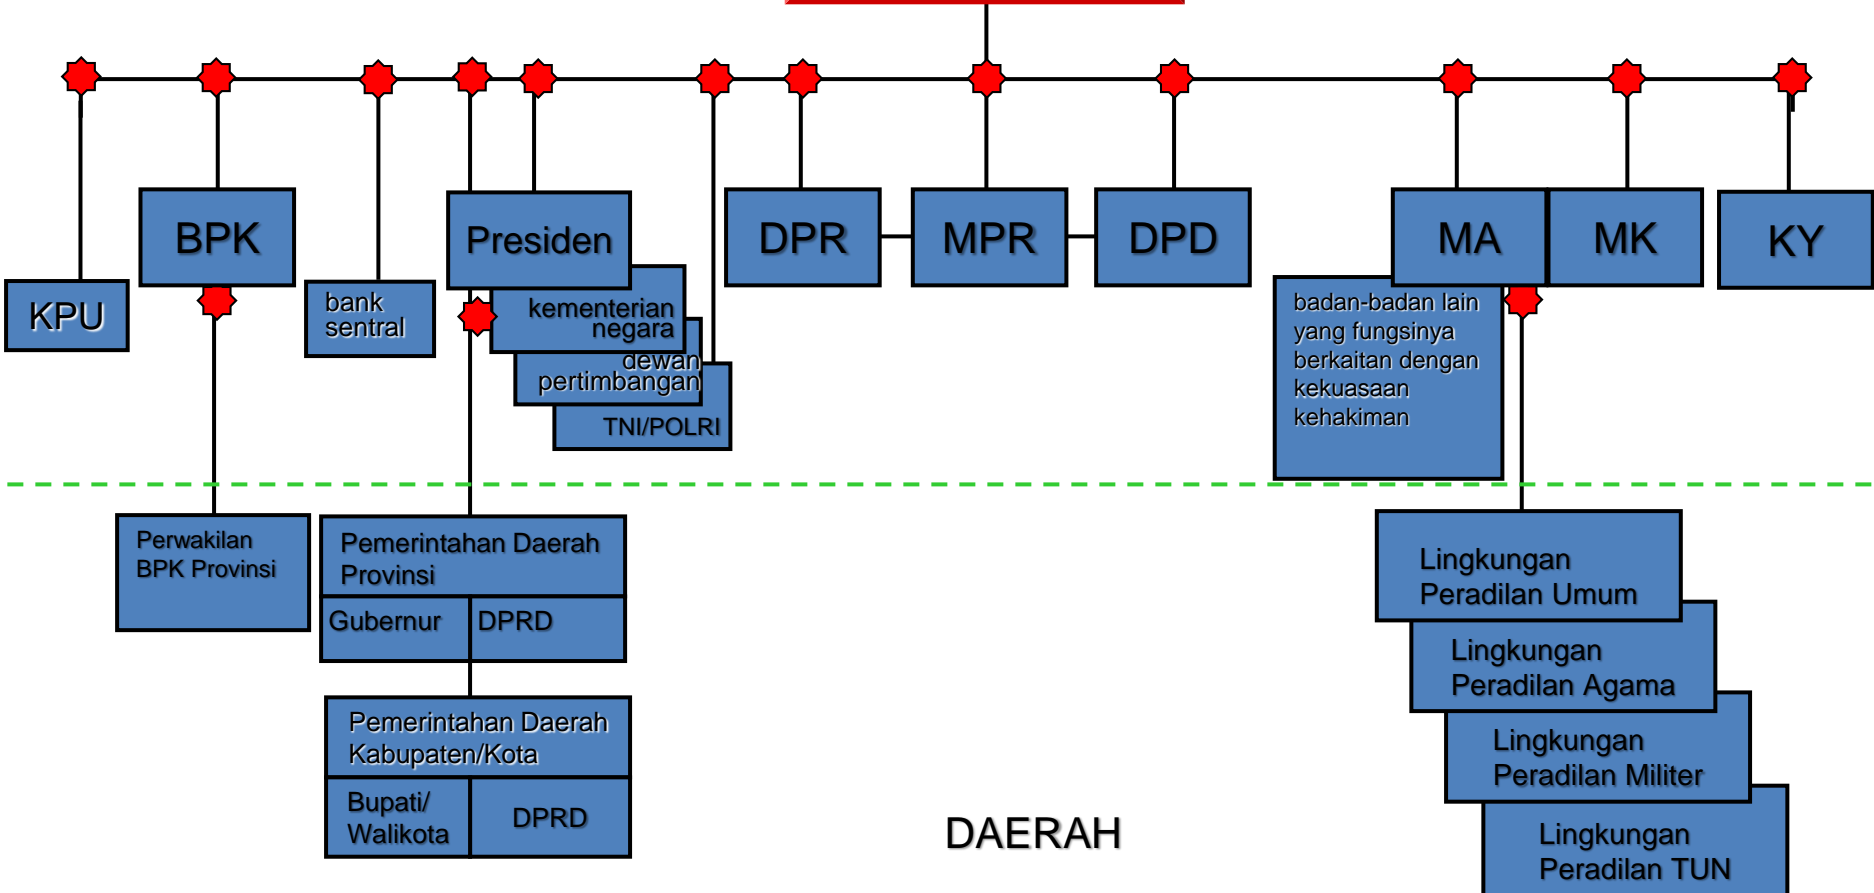 BPK
Presiden
DPR
MPR
DPD
MA
MK
KY
KPU
bank
sentral
kementerian
negara
dewan
pertimbangan
TNI/POLRI
badan-badan lain
yang fungsinya
berkaitan dengan
kekuasaan
kehakiman
Perwakilan
BPK Provinsi
Pemerintahan Daerah
Provinsi
Gubernur
DPRD
Pemerintahan Daerah
Kabupaten/Kota
Bupati/
Walikota
DPRD
Lingkungan
Peradilan Umum
Lingkungan
Peradilan Agama
Lingkungan
Peradilan Militer
Lingkungan
Peradilan TUN
DAERAH